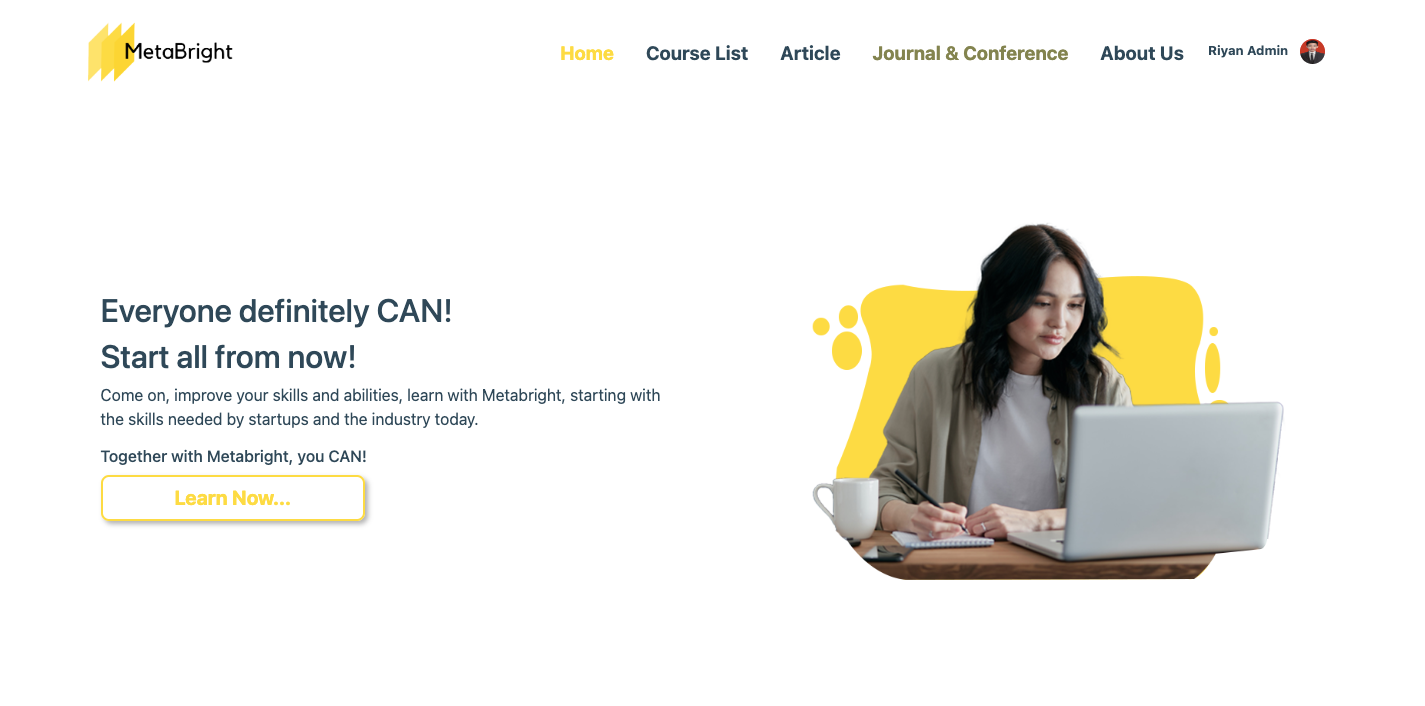 MetaBright
Home
Course List
Article
Journal & Conference
About Us
Riyan Admin
Everyone definitely CAN!
Start all from now!
Come on, improve your skills and abilities, learn with Metabright, starting with
the skills needed by startups and the industry today.
Together with Metabright, you CAN!
Learn Now...